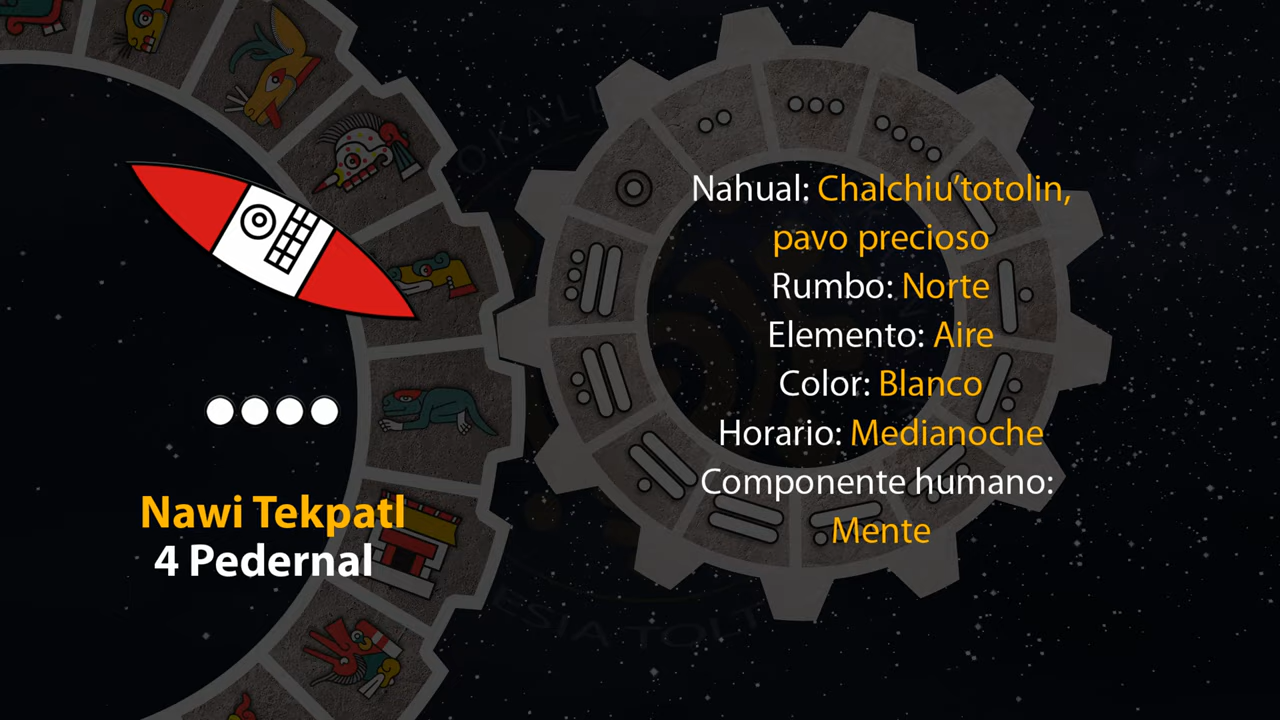 Nawi Tekpatl
4 Pedernal
Nahual: Chalchiu’totolin,
pavo precioso
Rumbo: Norte
Elemento: Aire
Color: Blanco
Horario: Medianoche
Componente humano:
Mente